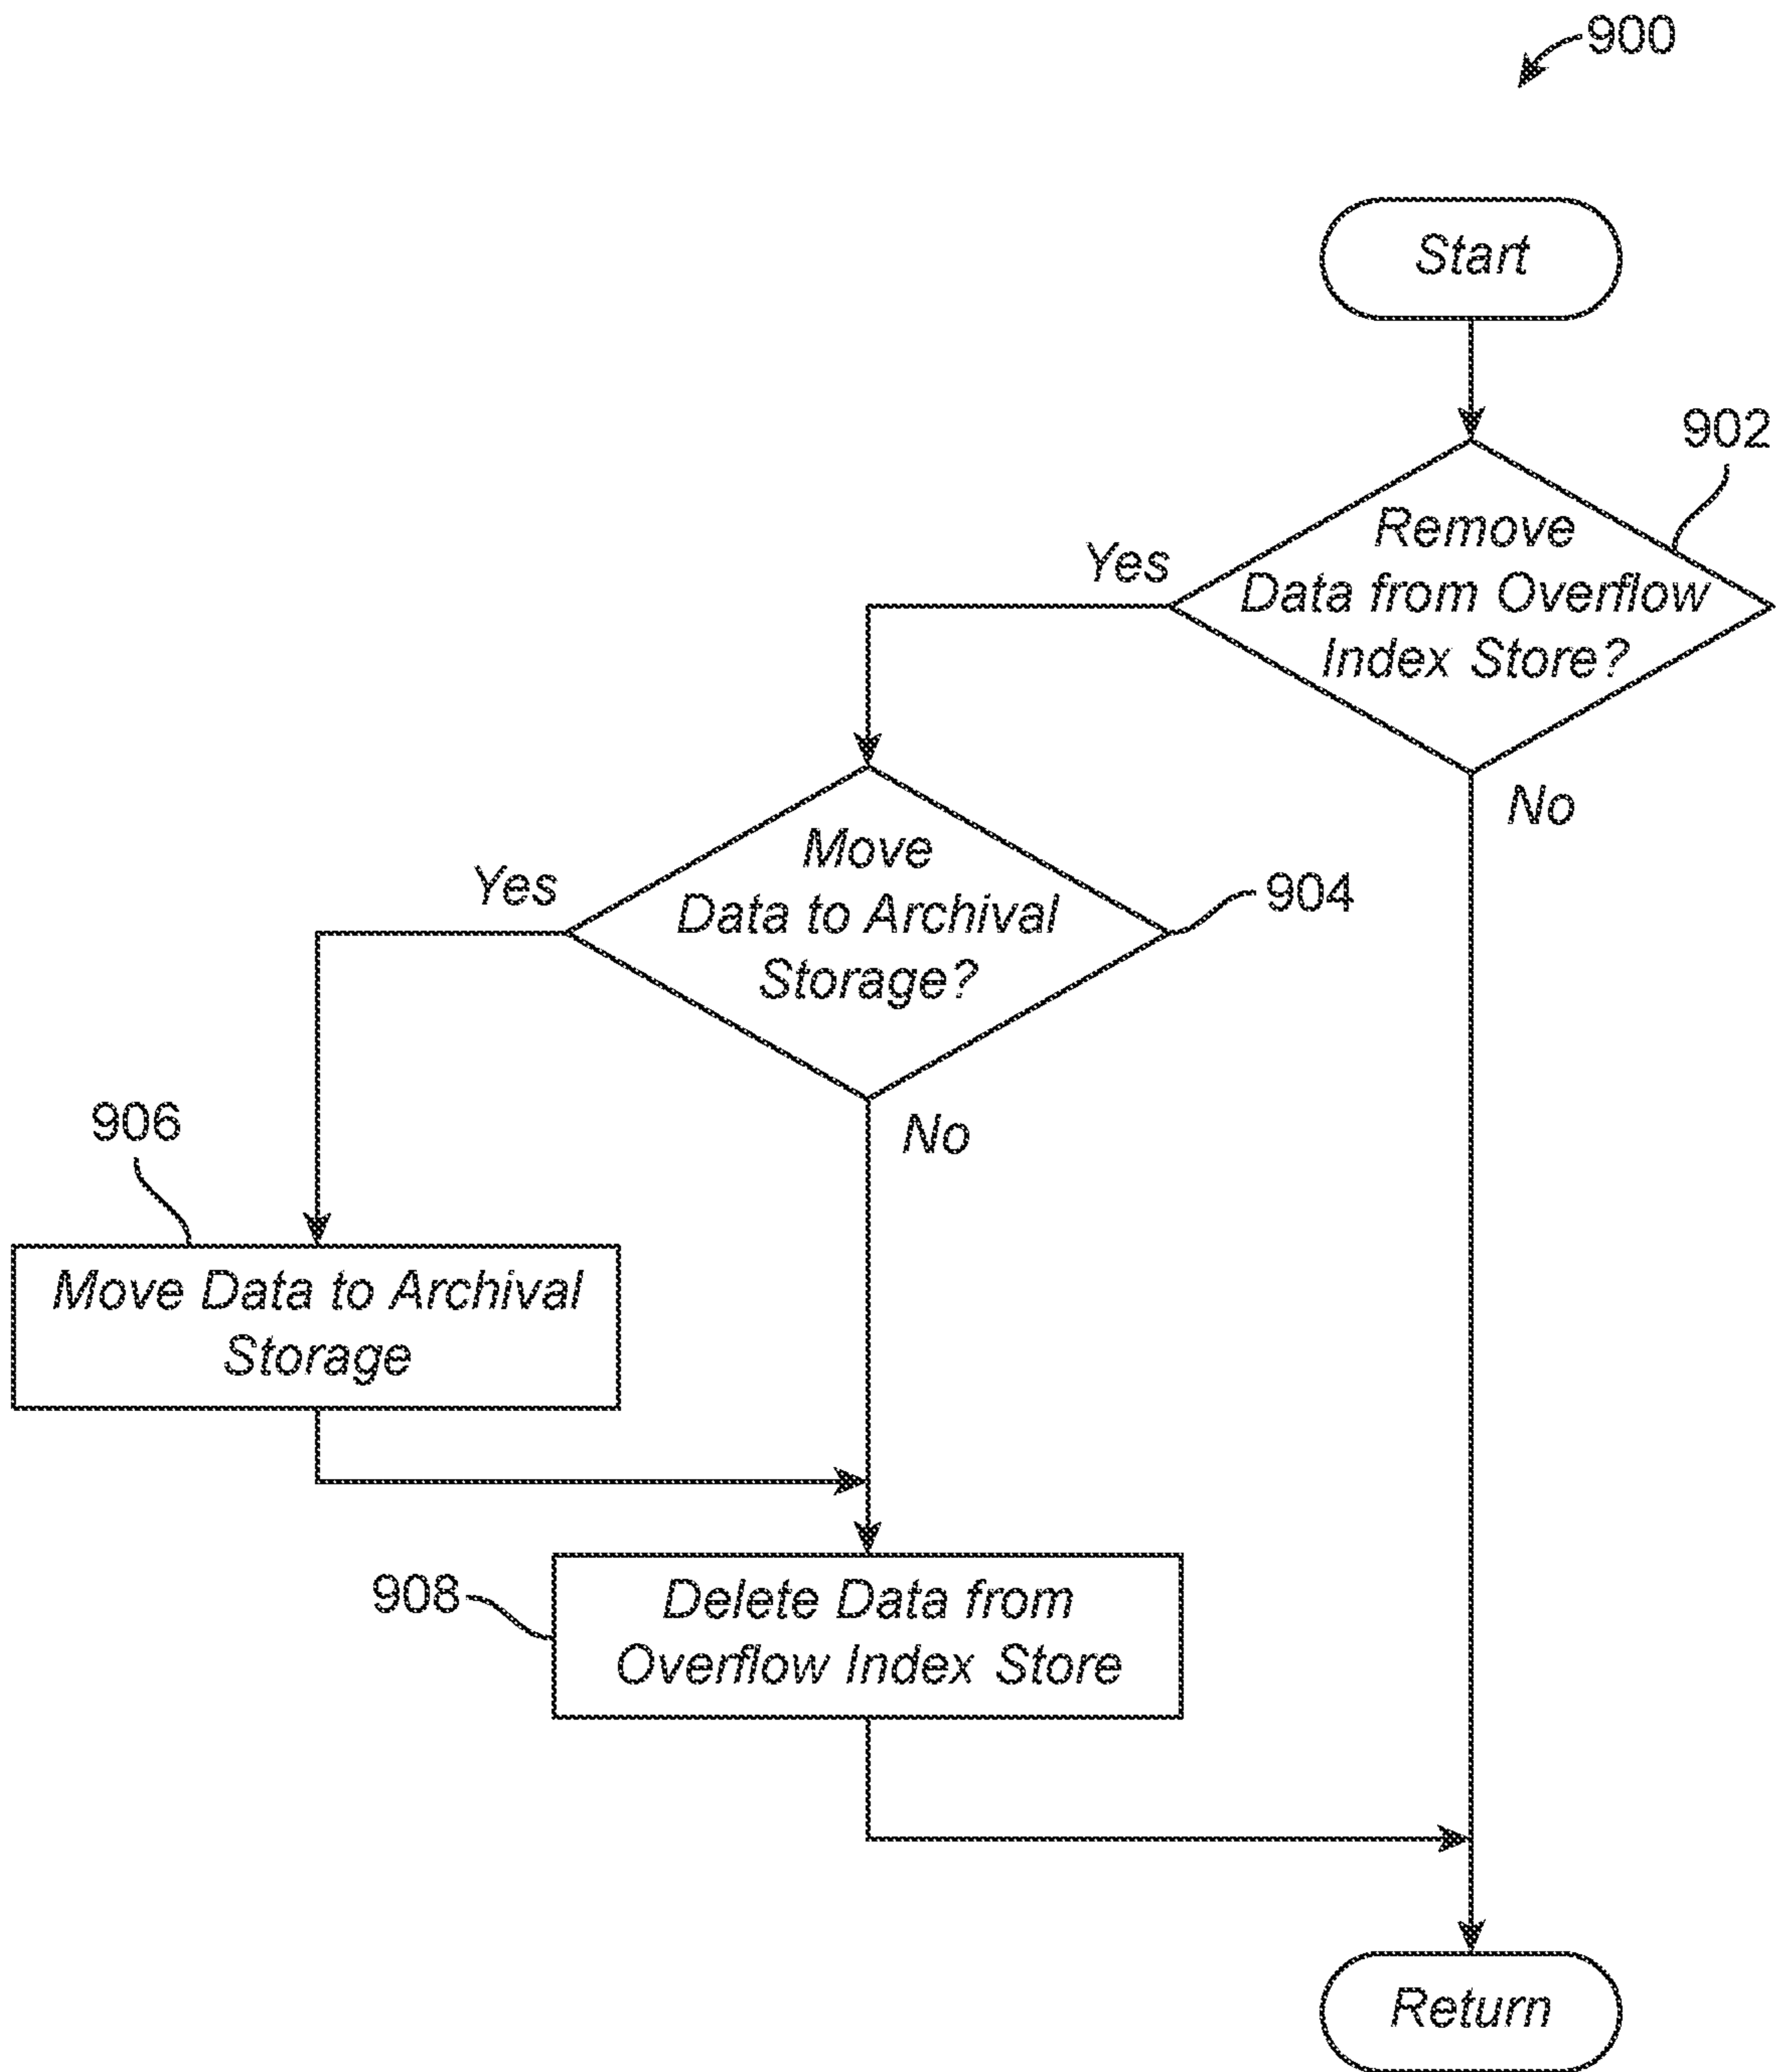 900
Start
902
Remove
Data from Overflow
Index Store?
Yes
No
Move
Data to Archival
Storage?
904
Yes
No
906
Move Data to Archival
Storage
908
Delete Data from
Overflow Index Store
Return